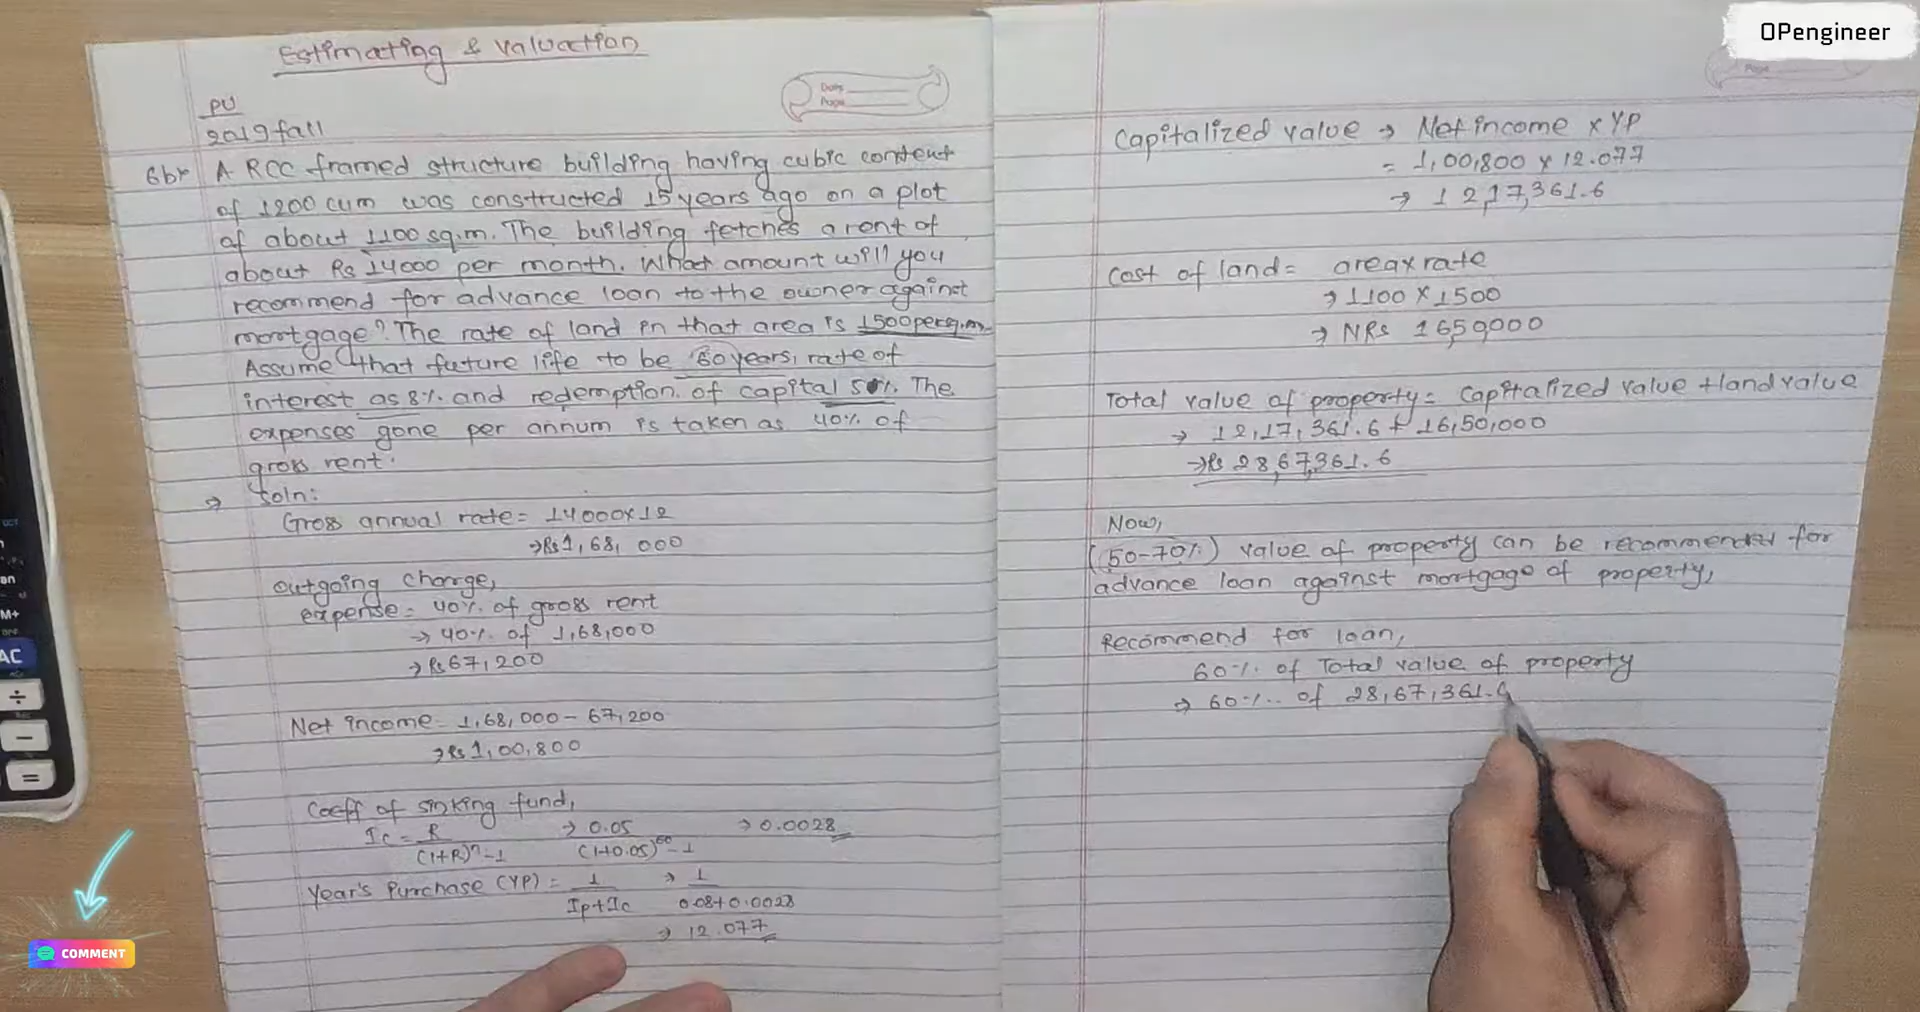 OPengineer
Estimating & valuation
Date
Page
PU
2019 fall
6b) A RCC framed structure building having cubic content
of 1200 cum was constructed 15 years ago on a plot
of about 1100 sq.m. The building fetches a rent of
about Rs 14000 per month. What amount will you
recommend for advance loan to the owner against
mortgage? The rate of land in that area is 1500 per sq.m
Assume that future life to be 60 years, rate of
interest as 8% and redemption of capital 5%. The
expenses gone per annum is taken as 40% of
gross rent.
→ Soln:
Gross annual rate = 14000 x 12
→ Rs 1,68,000
outgoing charge,
expense = 40% of gross rent
→ 40% of 1,68,000
→ Rs 67,200
Net income = 1,68,000 - 67,200
→ Rs 1,00,800
Coeff of sinking fund,
Ic = R / (1+R)^n - 1 → 0.05 / (1+0.05)^60 - 1 → 0.0028
Year's Purchase (YP) = 1 / Ip+Ic → 1 / 0.08+0.0028
→ 12.077
Page
Capitalized value → Net income x YP
= 1,00,800 x 12.077
→ 12,17,361.6
Cost of land = area x rate
→ 1100 x 1500
→ NRs 1650,000
Total value of property = Capitalized value + land value
→ 12,17,361.6 + 16,50,000
→ Rs 28,67,361.6
Now,
(50-70%) value of property can be recommended for
advance loan against mortgage of property,
Recommend for loan,
60% of Total value of property
→ 60% of 28,67,361.6
AC
M+
÷
−
=
COMMENT